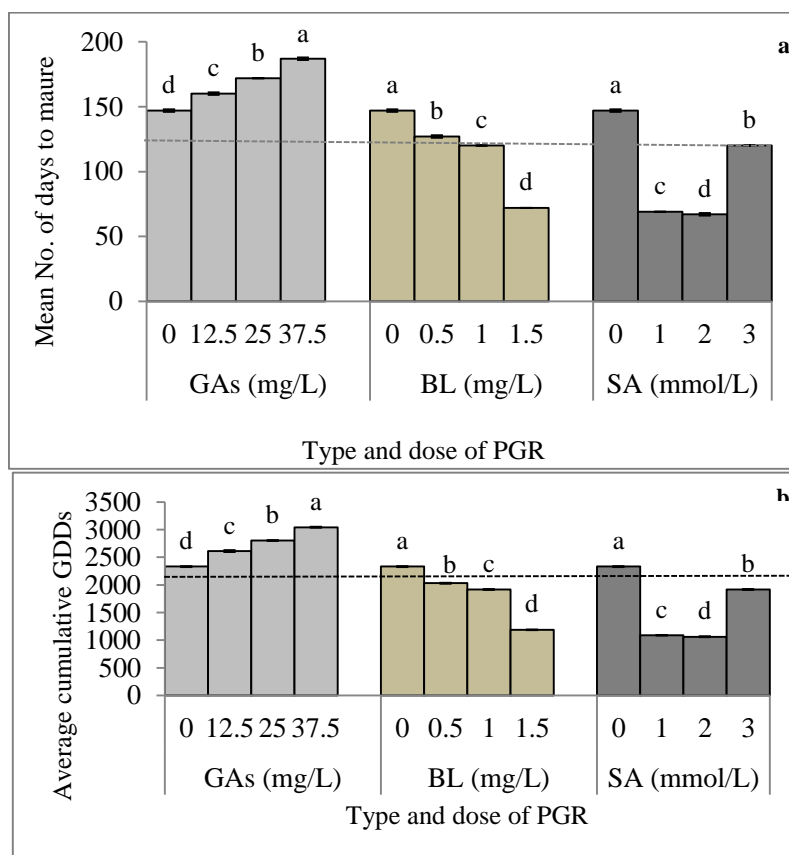 a
Mean No. of days to maure
200
150
100
50
0
d c b a
a b c d
a c d b
0 12.5 25 37.5 0 0.5 1 1.5 0 1 2 3
GAs (mg/L) BL (mg/L) SA (mmol/L)
Type and dose of PGR
b
Average cumulative GDDs
3500
3000
2500
2000
1500
1000
500
0
d c b a
a b c d
a c d b
0 12.5 25 37.5 0 0.5 1 1.5 0 1 2 3
GAs (mg/L) BL (mg/L) SA (mmol/L)
Type and dose of PGR